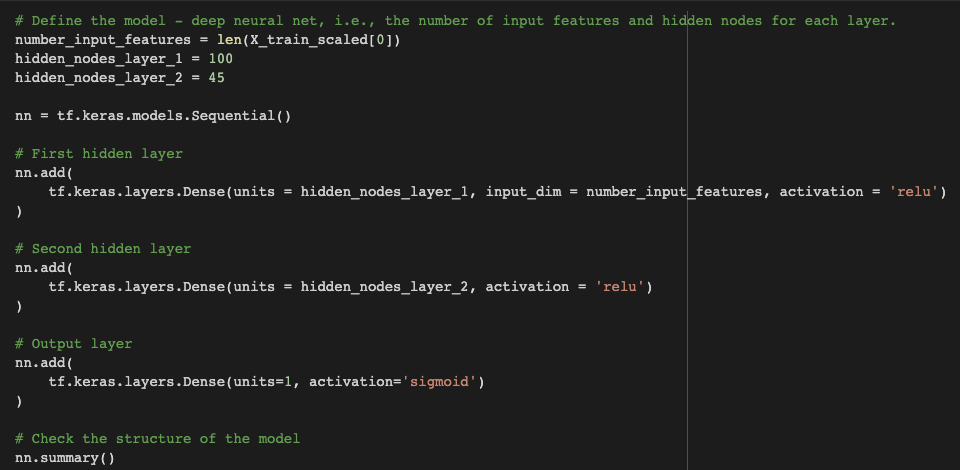 # Define the model - deep neural net, i.e., the number of input features and hidden nodes for each layer.
number_input_features = len(X_train_scaled[0])
hidden_nodes_layer_1 = 100
hidden_nodes_layer_2 = 45

nn = tf.keras.models.Sequential()

# First hidden layer
nn.add(
    tf.keras.layers.Dense(units = hidden_nodes_layer_1, input_dim = number_input_features, activation = 'relu')
)

# Second hidden layer
nn.add(
    tf.keras.layers.Dense(units = hidden_nodes_layer_2, activation = 'relu')
)

# Output layer
nn.add(
    tf.keras.layers.Dense(units=1, activation='sigmoid')
)

# Check the structure of the model
nn.summary()